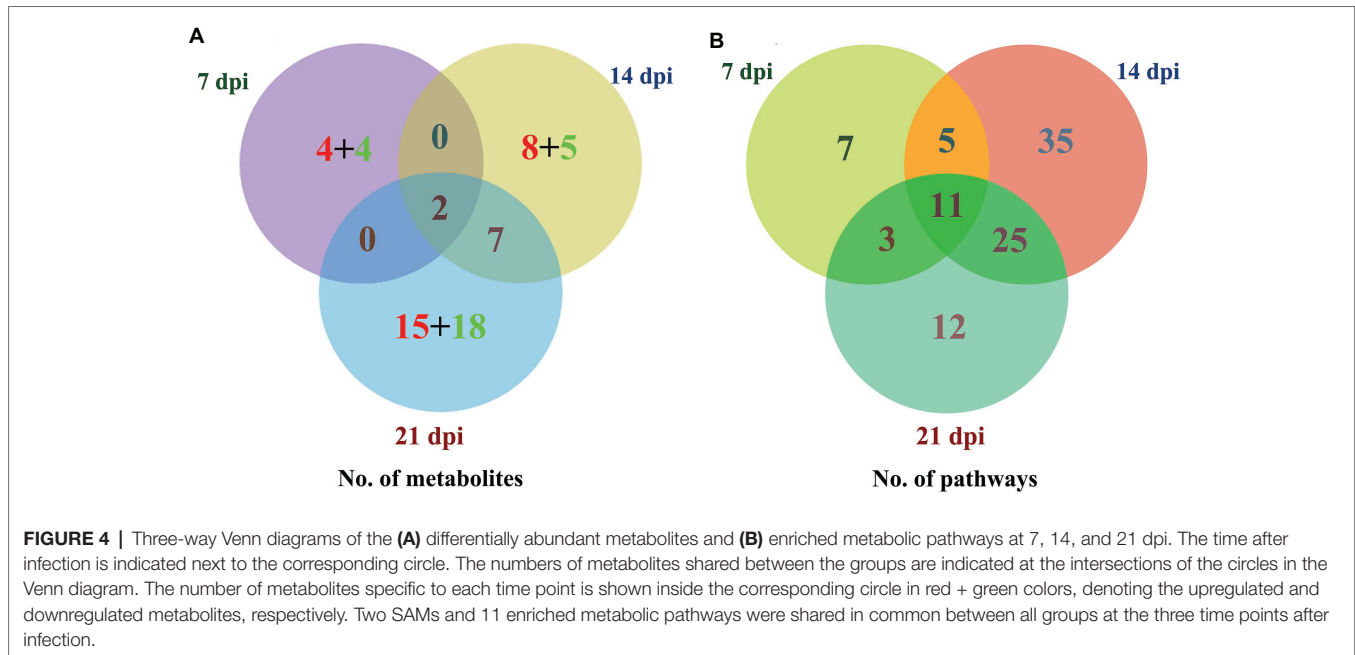 A
B
7 dpi
14 dpi
7 dpi
14 dpi
4+4
0
8+5
7
5
35
2
11
0
7
3
25
15+18
12
21 dpi
21 dpi
No. of metabolites
No. of pathways
FIGURE 4 | Three-way Venn diagrams of the (A) differentially abundant metabolites and (B) enriched metabolic pathways at 7, 14, and 21 dpi. The time after
infection is indicated next to the corresponding circle. The numbers of metabolites shared between the groups are indicated at the intersections of the circles in the
Venn diagram. The number of metabolites specific to each time point is shown inside the corresponding circle in red + green colors, denoting the upregulated and
downregulated metabolites, respectively. Two SAMs and 11 enriched metabolic pathways were shared in common between all groups at the three time points after
infection.